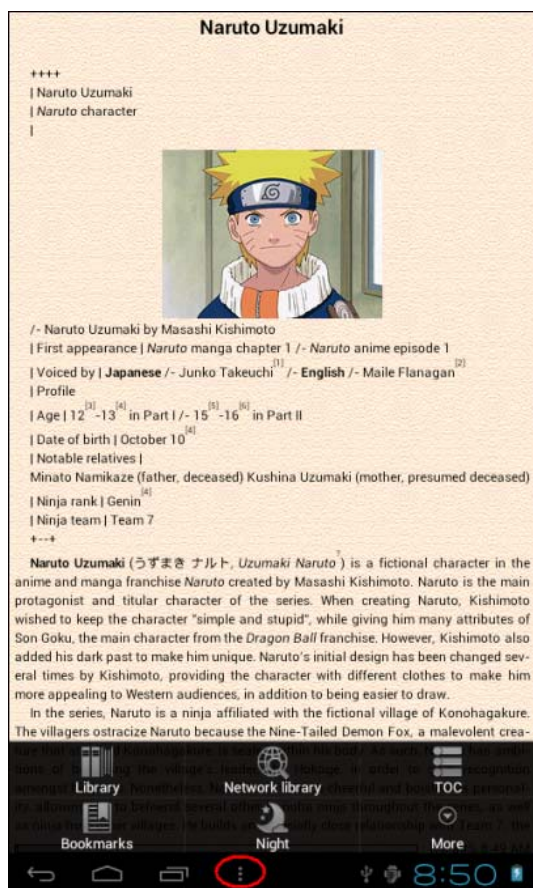 Naruto Uzumaki
++++
| Naruto Uzumaki
| Naruto character
|
/- Naruto Uzumaki by Masashi Kishimoto
| First appearance | Naruto manga chapter 1 /- Naruto anime episode 1
| Voiced by | Japanese /- Junko Takeuchi[1] /- English /- Maile Flanagan[2]
| Profile
| Age | 12[3]-13[4] in Part I /- 15[5]-16[6] in Part II
| Date of birth | October 10[4]
| Notable relatives |
Minato Namikaze (father, deceased) Kushina Uzumaki (mother, presumed deceased)
| Ninja rank | Genin[4]
| Ninja team | Team 7
+--+
Naruto Uzumaki (うずまき ナルト, Uzumaki Naruto?) is a fictional character in the
anime and manga franchise Naruto created by Masashi Kishimoto. Naruto is the main
protagonist and titular character of the series. When creating Naruto, Kishimoto
wished to keep the character "simple and stupid", while giving him many attributes of
Son Goku, the main character from the Dragon Ball franchise. However, Kishimoto also
added his dark past to make him unique. Naruto's initial design has been changed sev-
eral times by Kishimoto, providing the character with different clothes to make him
more appealing to Western audiences, in addition to being easier to draw.
In the series, Naruto is a ninja affiliated with the fictional village of Konohagakure.
The villagers ostracize Naruto because the Nine-Tailed Demon Fox, a malevolent crea-
Library
Network library
TOC
Bookmarks
Night
More
8:50